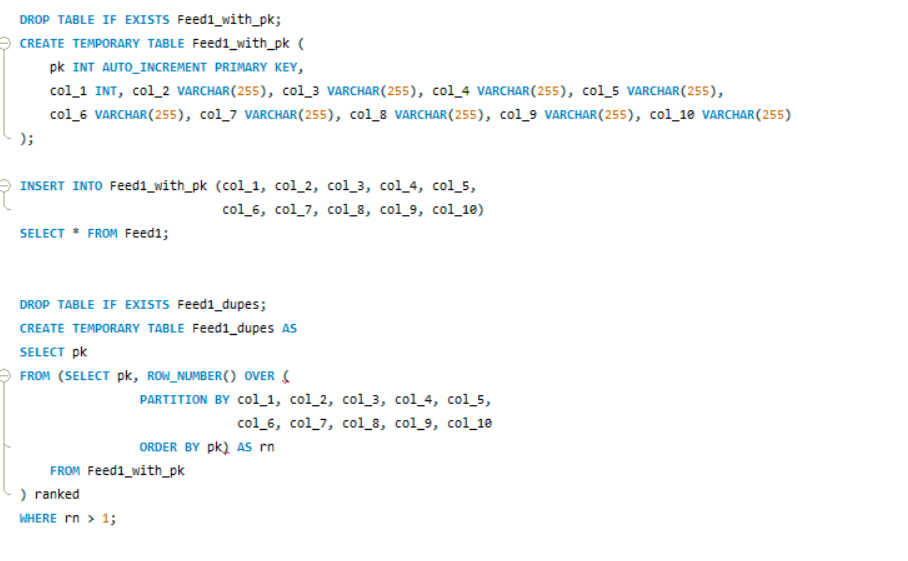 DROP TABLE IF EXISTS Feed1_with_pk;
CREATE TEMPORARY TABLE Feed1_with_pk (
    pk INT AUTO_INCREMENT PRIMARY KEY,
    col_1 INT, col_2 VARCHAR(255), col_3 VARCHAR(255), col_4 VARCHAR(255), col_5 VARCHAR(255),
    col_6 VARCHAR(255), col_7 VARCHAR(255), col_8 VARCHAR(255), col_9 VARCHAR(255), col_10 VARCHAR(255)
);
INSERT INTO Feed1_with_pk (col_1, col_2, col_3, col_4, col_5,
                           col_6, col_7, col_8, col_9, col_10)
SELECT * FROM Feed1;
DROP TABLE IF EXISTS Feed1_dupes;
CREATE TEMPORARY TABLE Feed1_dupes AS
SELECT pk
FROM (SELECT pk, ROW_NUMBER() OVER (
                PARTITION BY col_1, col_2, col_3, col_4, col_5,
                             col_6, col_7, col_8, col_9, col_10
                ORDER BY pk) AS rn
    FROM Feed1_with_pk
) ranked
WHERE rn > 1;